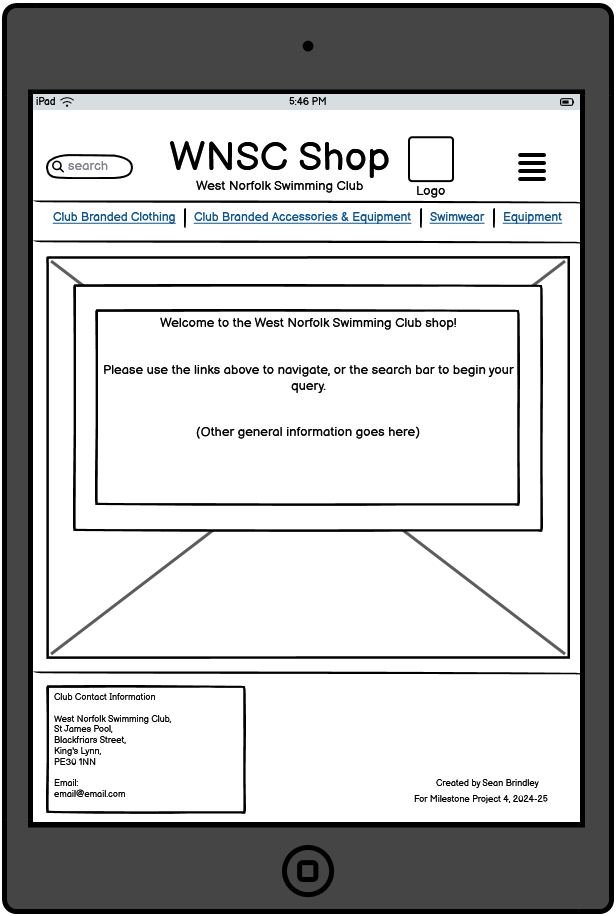 iPad
5:46 PM
search
WNSC Shop
West Norfolk Swimming Club
Logo
Club Branded Clothing
Club Branded Accessories & Equipment
Swimwear
Equipment
Welcome to the West Norfolk Swimming Club shop!
Please use the links above to navigate, or the search bar to begin your
query.
(Other general information goes here)
Club Contact Information
West Norfolk Swimming Club,
St James Pool,
Blackfriars Street,
King's Lynn,
PE30 1NN
Email:
email@email.com
Created by Sean Brindley
For Milestone Project 4, 2024-25